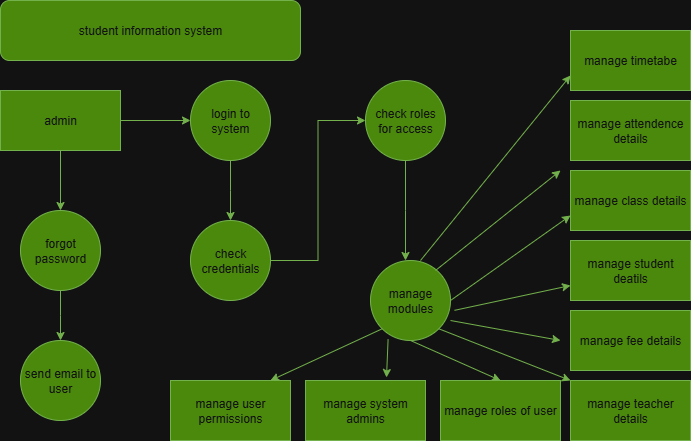 student information system
admin
login to
system
check roles
for access
forgot
password
check
credentials
send email to
user
manage
modules
manage timetabe
manage attendence
details
manage class details
manage student
deatils
manage fee details
manage user
permissions
manage system
admins
manage roles of user
manage teacher
details